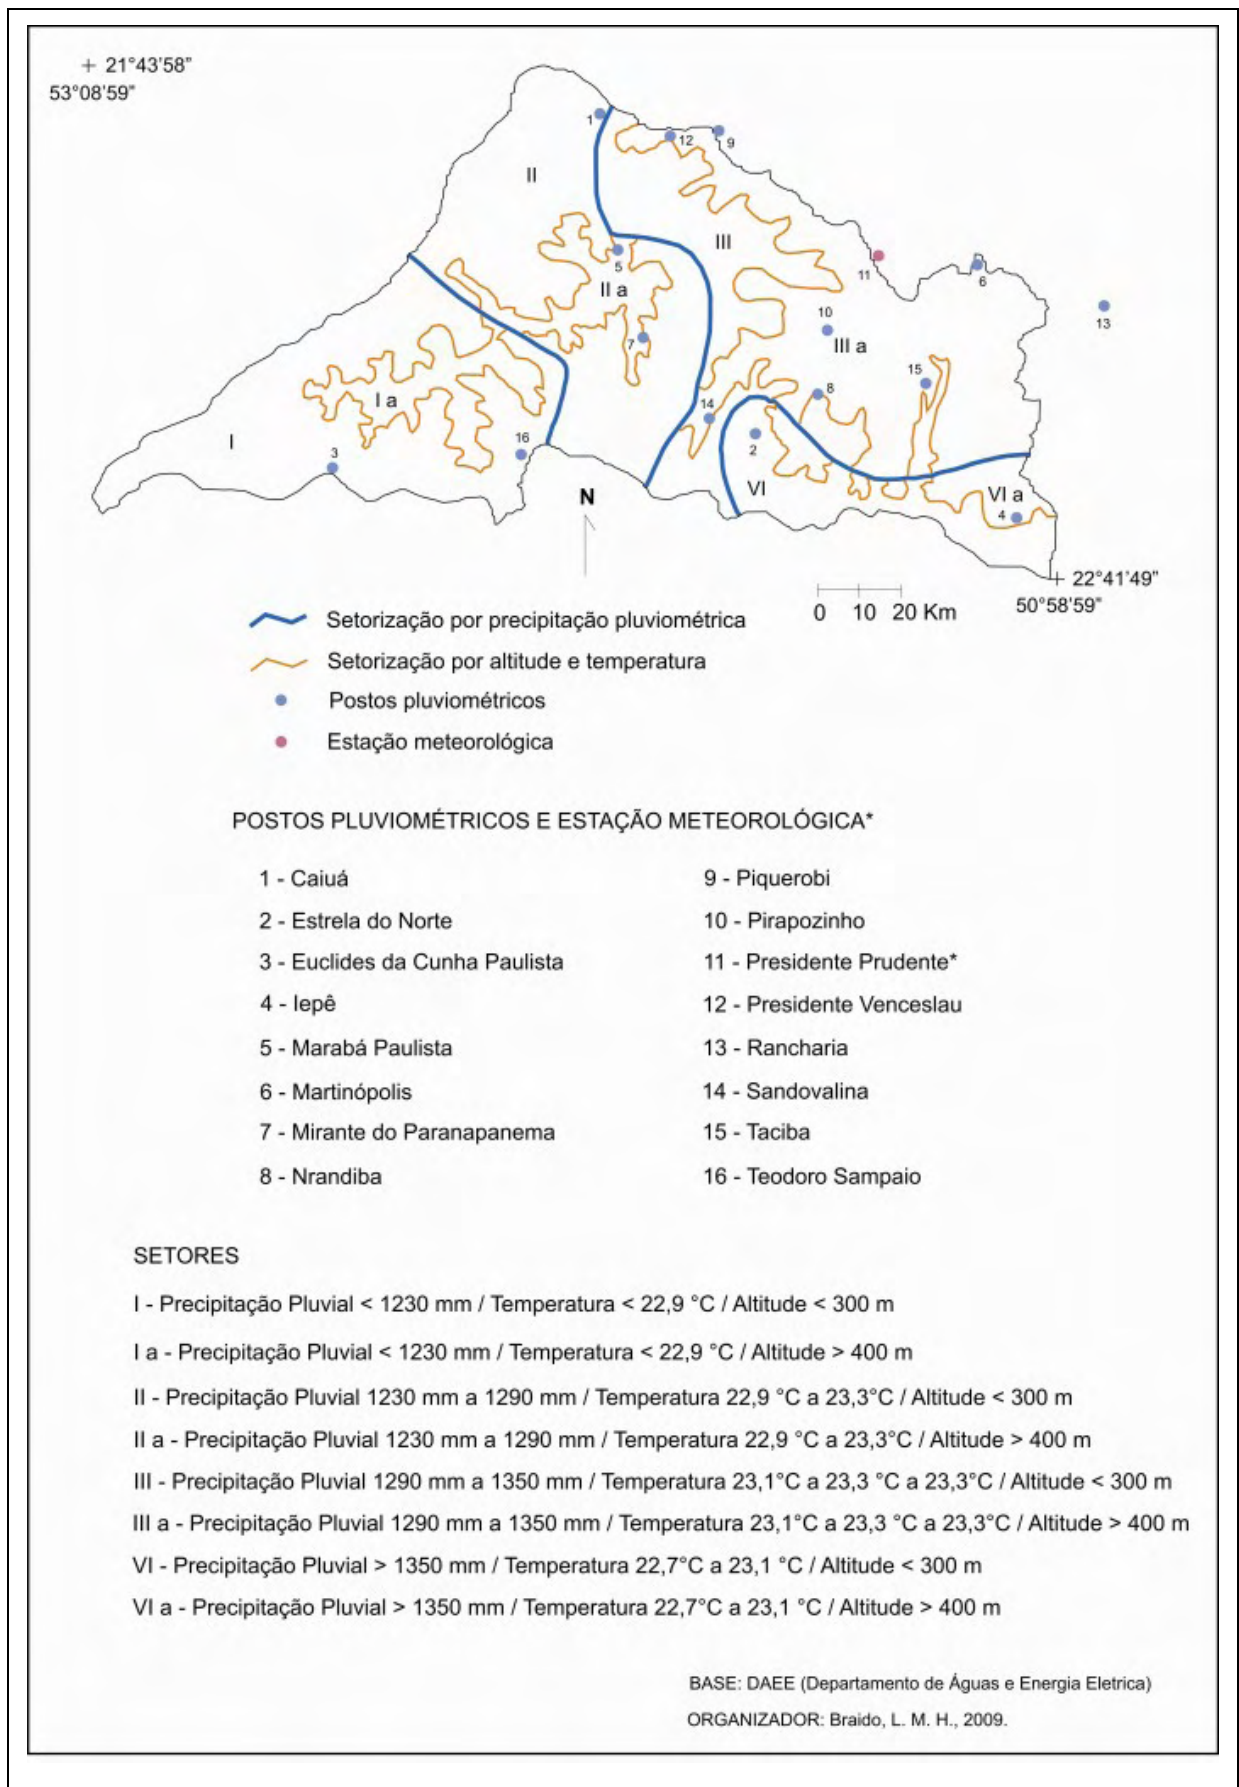 21°43'58"
53°08'59"
1
12
9
II
III
5
11
6
II a
10
13
7
III a
15
8
I a
14
I
3
16
2
N
VI
VI a
4
22°41'49"
50°58'59"
0 10 20 Km
Setorização por precipitação pluviométrica
Setorização por altitude e temperatura
Postos pluviométricos
Estação meteorológica
POSTOS PLUVIOMÉTRICOS E ESTAÇÃO METEOROLÓGICA*
1 - Caiuá
2 - Estrela do Norte
3 - Euclides da Cunha Paulista
4 - Iepê
5 - Marabá Paulista
6 - Martinópolis
7 - Mirante do Paranapanema
8 - Nrandiba
9 - Piquerobi
10 - Pirapozinho
11 - Presidente Prudente*
12 - Presidente Venceslau
13 - Rancharia
14 - Sandovalina
15 - Taciba
16 - Teodoro Sampaio
SETORES
I - Precipitação Pluvial < 1230 mm / Temperatura < 22,9 °C / Altitude < 300 m
I a - Precipitação Pluvial < 1230 mm / Temperatura < 22,9 °C / Altitude > 400 m
II - Precipitação Pluvial 1230 mm a 1290 mm / Temperatura 22,9 °C a 23,3°C / Altitude < 300 m
II a - Precipitação Pluvial 1230 mm a 1290 mm / Temperatura 22,9 °C a 23,3°C / Altitude > 400 m
III - Precipitação Pluvial 1290 mm a 1350 mm / Temperatura 23,1°C a 23,3 °C a 23,3°C / Altitude < 300 m
III a - Precipitação Pluvial 1290 mm a 1350 mm / Temperatura 23,1°C a 23,3 °C a 23,3°C / Altitude > 400 m
VI - Precipitação Pluvial > 1350 mm / Temperatura 22,7°C a 23,1 °C / Altitude < 300 m
VI a - Precipitação Pluvial > 1350 mm / Temperatura 22,7°C a 23,1 °C / Altitude > 400 m
BASE: DAEE (Departamento de Águas e Energia Eletrica)
ORGANIZADOR: Braido, L. M. H., 2009.